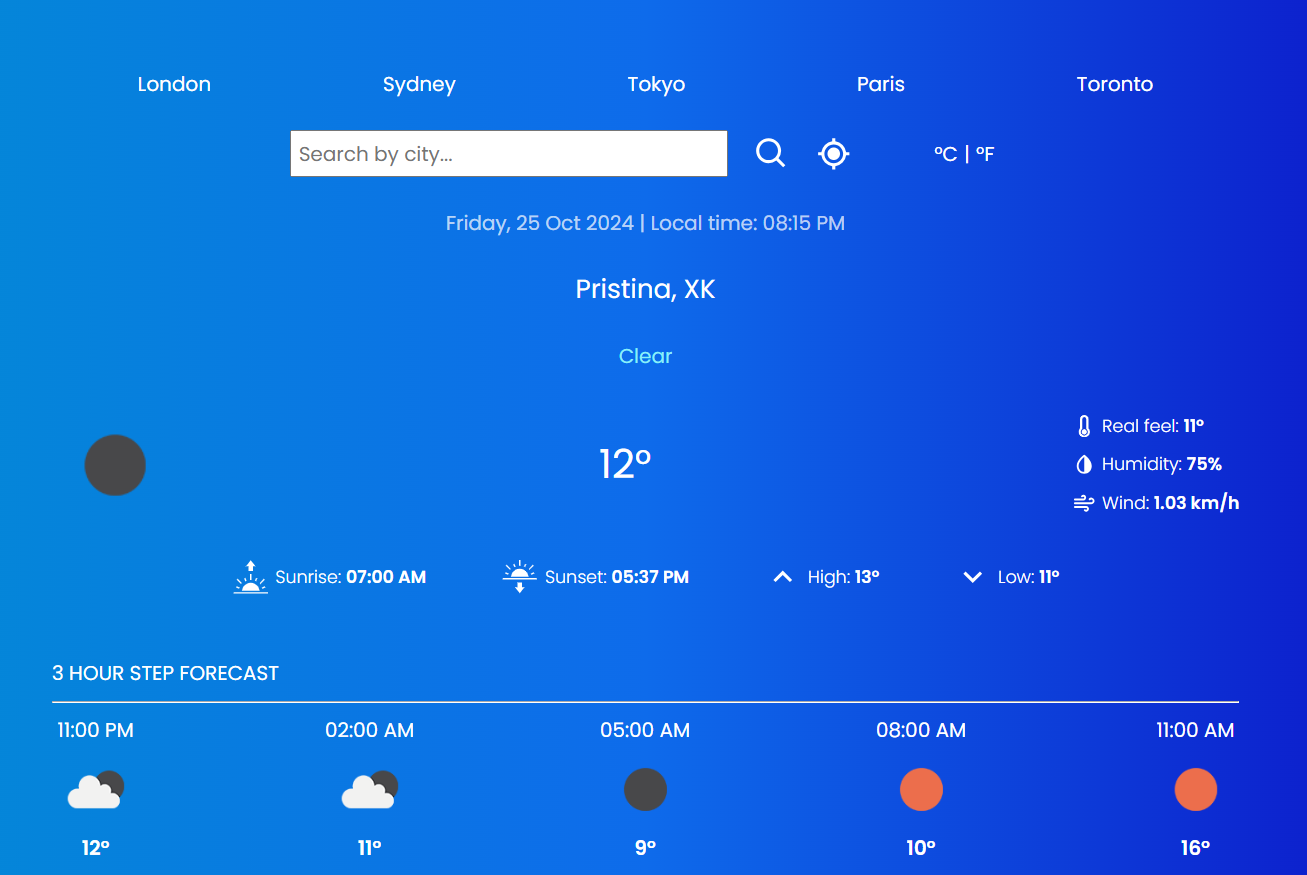 London Sydney Tokyo Paris Toronto
Search by city...
°C | °F
Friday, 25 Oct 2024 | Local time: 08:15 PM
Pristina, XK
Clear
12°
Real feel: 11°
Humidity: 75%
Wind: 1.03 km/h
Sunrise: 07:00 AM Sunset: 05:37 PM High: 13° Low: 11°
3 HOUR STEP FORECAST
11:00 PM 02:00 AM 05:00 AM 08:00 AM 11:00 AM
12° 11° 9° 10° 16°